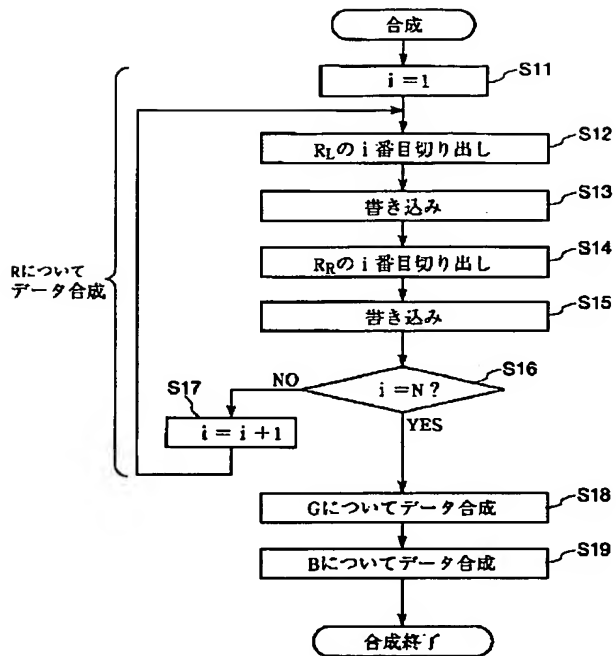 合成
i=1
S11
RLのi番目切り出し
S12
書き込み
S13
RRのi番目切り出し
S14
書き込み
S15
Rについて
データ合成
i=N?
S16
NO
YES
S17
i=i+1
Gについてデータ合成
S18
Bについてデータ合成
S19
合成終了